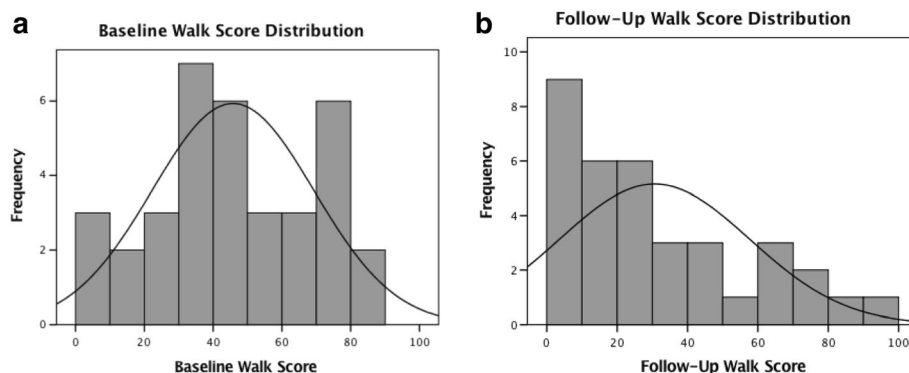 a
Baseline Walk Score Distribution
Frequency
6
4
2
0
0 20 40 60 80 100
Baseline Walk Score
b
Follow-Up Walk Score Distribution
Frequency
10
8
6
4
2
0
0 20 40 60 80 100
Follow-Up Walk Score